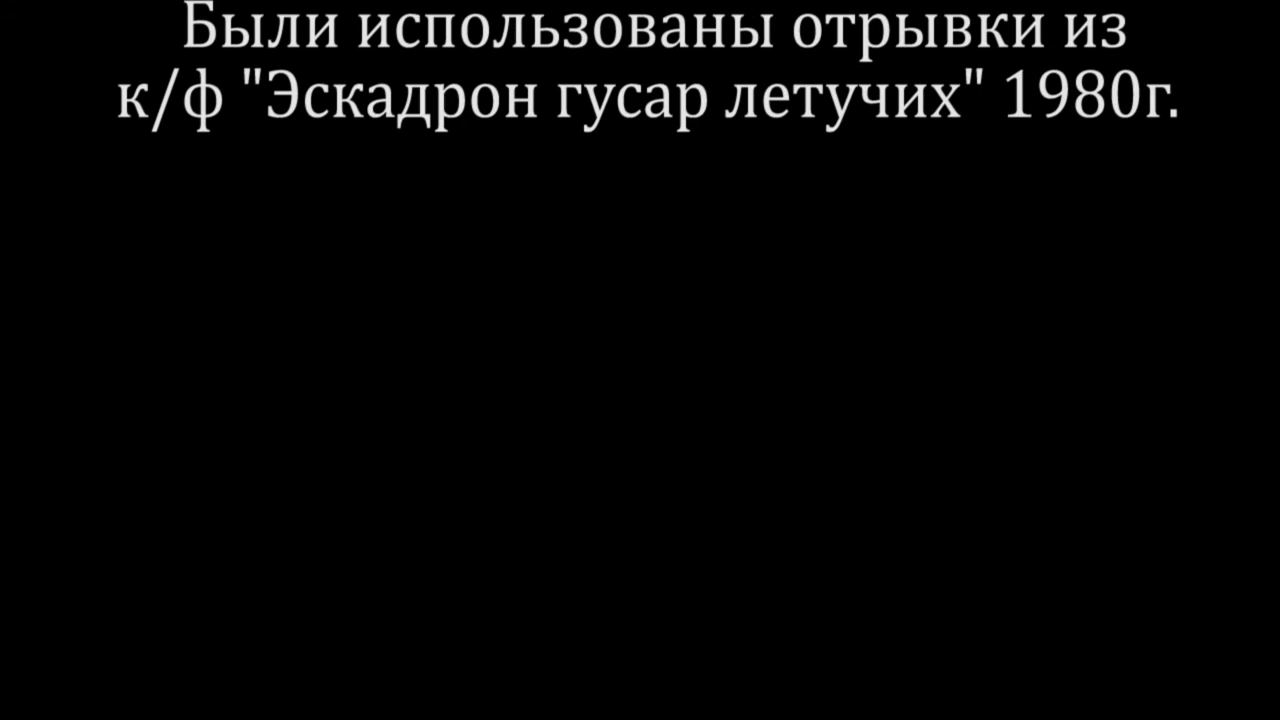 Были использованы отрывки из
к/ф "Эскадрон гусар летучих" 1980г.